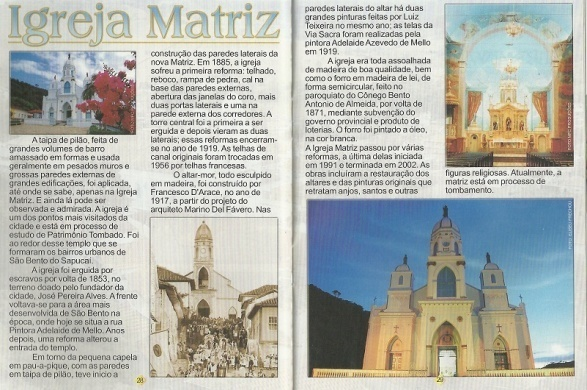 Igreja Matriz
A taipa de pilão, feita de
grandes volumes de barro
amassado em formas e usada
geralmente em pesados muros e
grossas paredes externas de
grandes edificações, foi aplicada,
até onde se sabe, apenas na Igreja
Matriz. E ainda lá pode ser
observada e admirada. A igreja é
um dos pontos mais visitados da
cidade e está em processo de
estudo de Patrimônio Tombado. Foi
ao redor desse templo que se
formaram os bairros urbanos de
São Bento do Sapucaí.
A igreja foi erguida por
escravos por volta de 1853, no
terreno doado pelo fundador da
cidade, José Pereira Alves. A frente
voltava-se para a área mais
desenvolvida de São Bento na
época, onde hoje se situa a rua
Pintora Adelaide de Melo. Anos
depois, uma reforma alterou a
entrada do templo.
Em torno da pequena capela
em pau-a-pique, com as paredes
em taipa de pilão, teve início a
construção das paredes laterais da
nova Matriz. Em 1885, a igreja
sofreu a primeira reforma: telhado,
reboco, rampa de pedra, cal na
base das paredes externas,
abertura das janelas do coro, mais
duas portas laterais e uma na
parede externa dos corredores. A
torre central foi a primeira a ser
erguida e depois vieram as duas
laterais; essas reformas encerram-
se no ano de 1919. As telhas de
canal originais foram trocadas em
1956 por telhas francesas.
O altar-mor, todo esculpido
em madeira, foi construído por
Francesco D'Arace, no ano de
1917, a partir do projeto do
arquiteto Marino Del Fávero. Nas
28
paredes laterais do altar há duas
grandes pinturas feitas por Luiz
Teixeira no mesmo ano; as telas da
Via Sacra foram realizadas pela
pintora Adelaide Azevedo de Mello
em 1919.
A igreja era toda assoalhada
de madeira de boa qualidade, bem
como o forro em madeira de lei, de
forma semicircular, feito no
paroquiato do Cônego Bento
Antonio de Almeida, por volta de
1871, mediante subvenção do
governo provincial e produto de
loterias. O forro foi pintado a óleo,
na cor branca.
A Igreja Matriz passou por várias
reformas, a última delas iniciada
em 1991 e terminada em 2002. As
obras incluíram a restauração dos
altares e das pinturas originais que
retratam anjos, santos e outras
figuras religiosas. Atualmente, a
matriz está em processo de
tombamento.
29